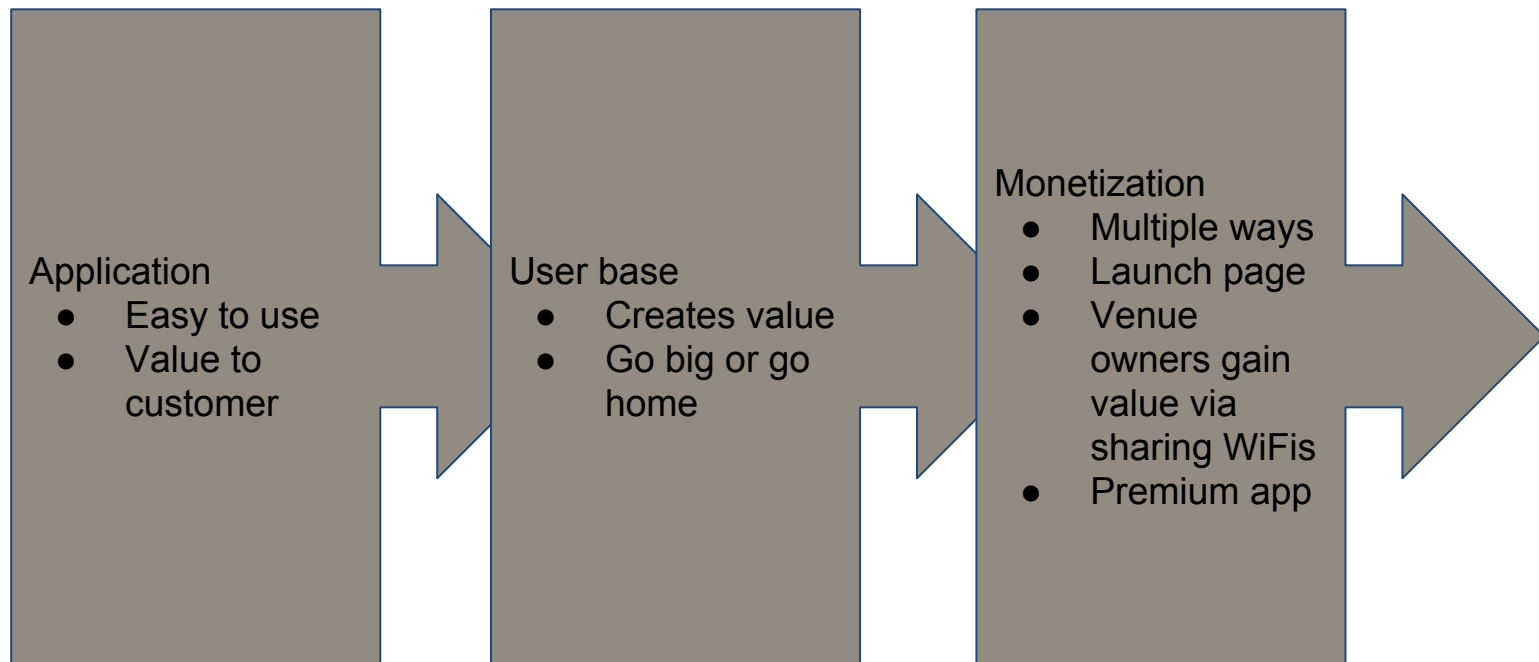 Application
● Easy to use
● Value to
customer
User base
● Creates value
● Go big or go
home
Monetization
● Multiple ways
● Launch page
● Venue
owners gain
value via
sharing WiFis
● Premium app